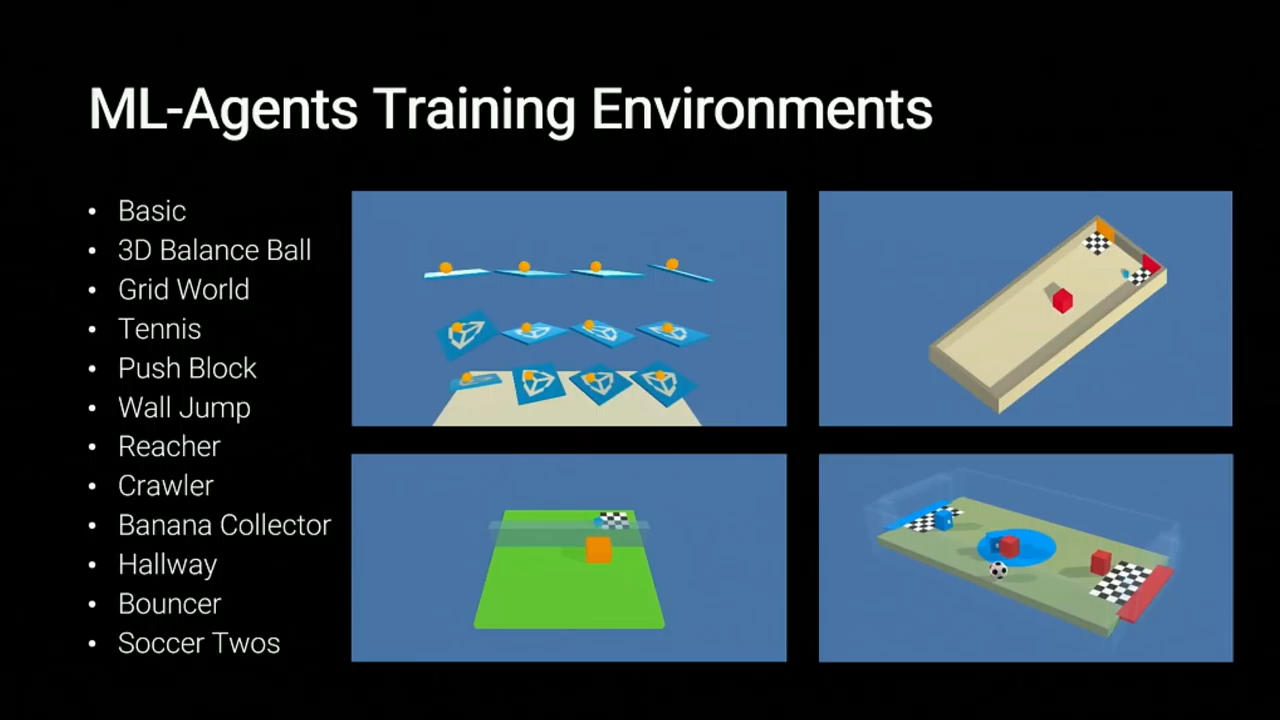 ML-Agents Training Environments
• Basic
• 3D Balance Ball
• Grid World
• Tennis
• Push Block
• Wall Jump
• Reacher
• Crawler
• Banana Collector
• Hallway
• Bouncer
• Soccer Twos